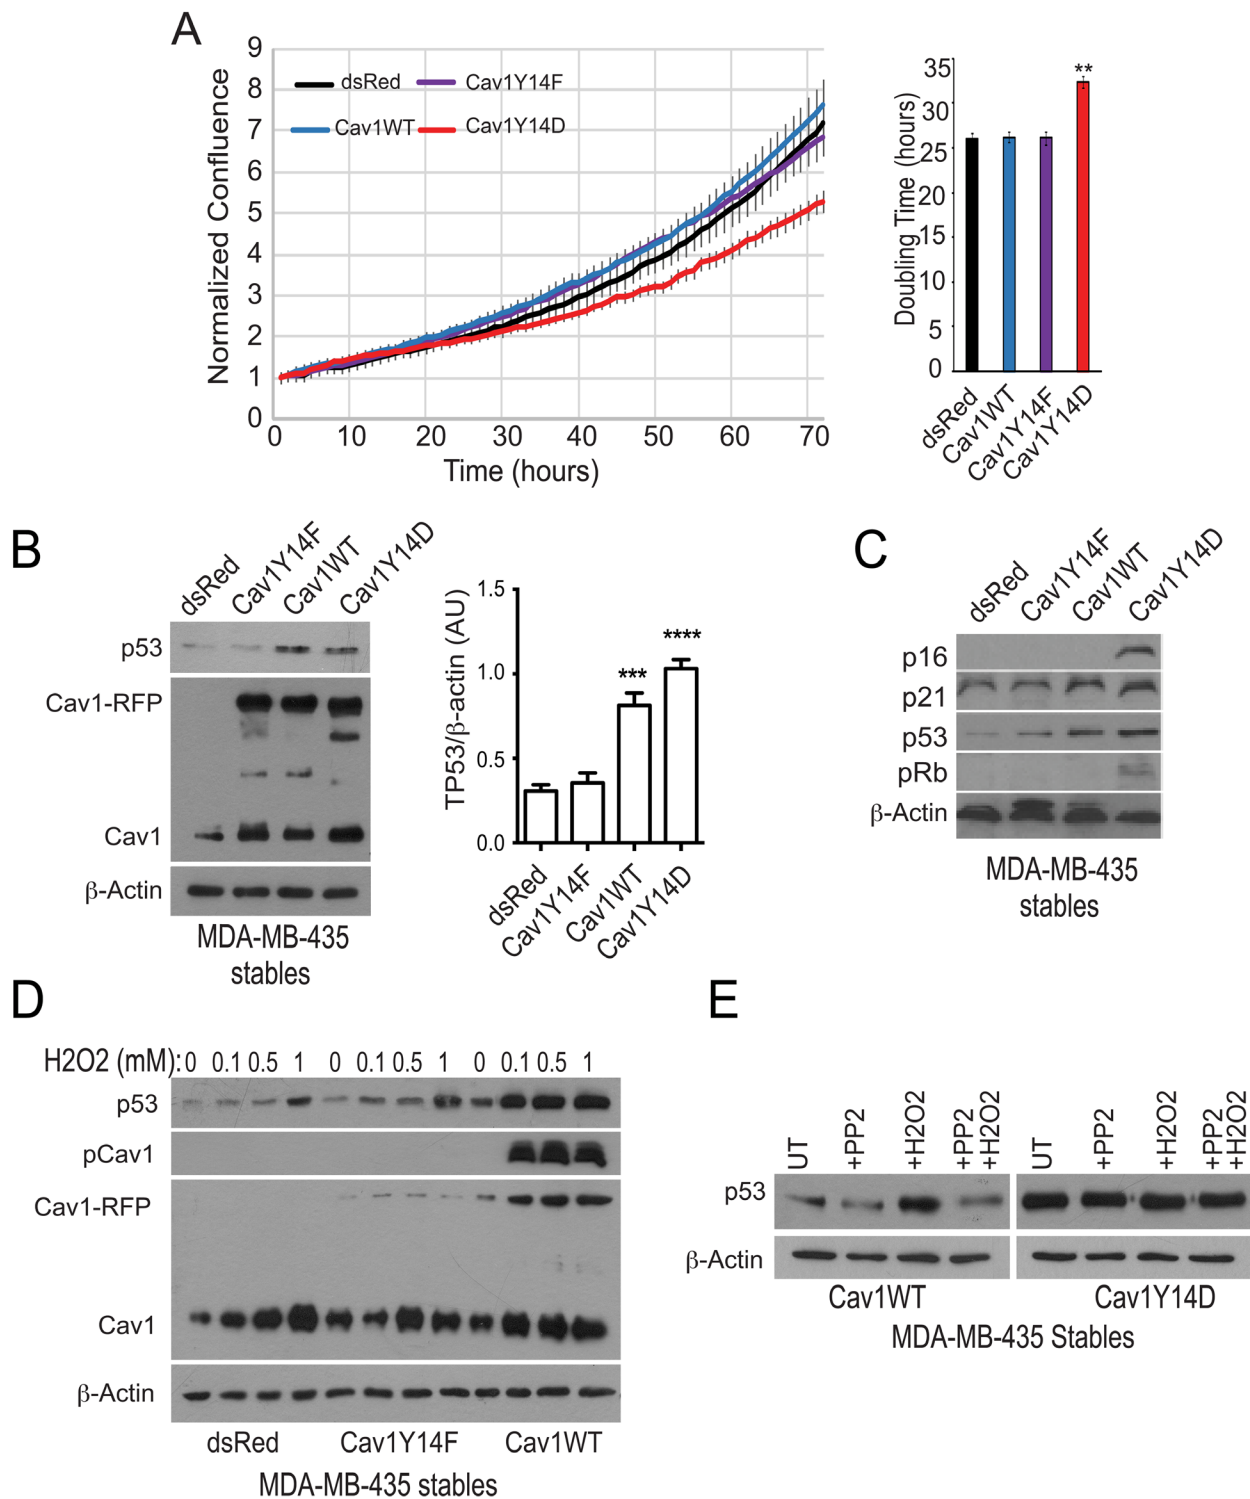 A
9
8
7
6
5
4
3
2
1
0
Normalized Confluence
dsRed
Cav1Y14F
Cav1WT
Cav1Y14D
0
10
20
30
40
50
60
70
Time (hours)
35
30
25
20
15
10
5
0
Doubling Time (hours)
**
dsRed
Cav1WT
Cav1Y14F
Cav1Y14D
B
dsRed
Cav1Y14F
Cav1WT
Cav1Y14D
p53
Cav1-RFP
Cav1
β-Actin
MDA-MB-435
stables
TP53/β-actin (AU)
1.5
1.0
0.5
0.0
***
****
dsRed
Cav1Y14F
Cav1WT
Cav1Y14D
C
dsRed
Cav1Y14F
Cav1WT
Cav1Y14D
p16
p21
p53
pRb
β-Actin
MDA-MB-435
stables
D
H2O2 (mM): 0 0.1 0.5 1 0 0.1 0.5 1 0 0.1 0.5 1
p53
pCav1
Cav1-RFP
Cav1
β-Actin
dsRed Cav1Y14F Cav1WT
MDA-MB-435 stables
E
UT
+PP2
+H2O2
+PP2
+H2O2
UT
+PP2
+H2O2
+PP2
+H2O2
p53
β-Actin
Cav1WT Cav1Y14D
MDA-MB-435 Stables